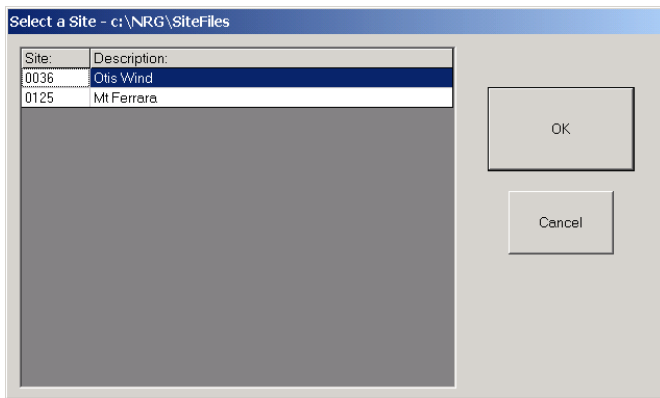 Select a Site - c:\NRG\SiteFiles
Site: Description:
0036 Otis Wind
0125 Mt Ferrara
OK
Cancel